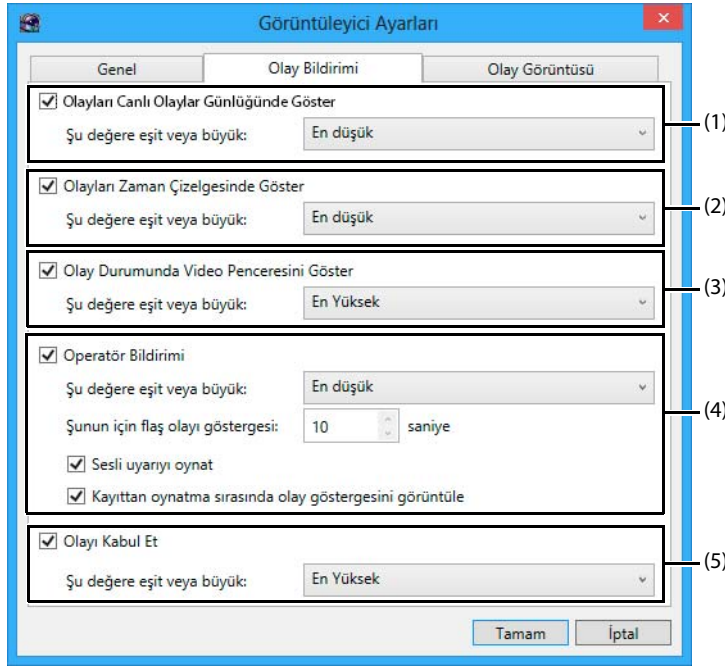 Görüntüleyici Ayarları
Genel
Olay Bildirimi
Olay Görüntüsü
Olayları Canlı Olaylar Günlüğünde Göster
(1)
Şu değere eşit veya büyük: En düşük
Olayları Zaman Çizelgesinde Göster
(2)
Şu değere eşit veya büyük: En düşük
Olay Durumunda Video Penceresini Göster
(3)
Şu değere eşit veya büyük: En Yüksek
Operatör Bildirimi
Şu değere eşit veya büyük: En düşük
(4)
Şunun için flaş olayı göstergesi: 10 saniye
Sesli uyarıyı oynat
Kayıttan oynatma sırasında olay göstergesini görüntüle
Olayı Kabul Et
(5)
Şu değere eşit veya büyük: En Yüksek
Tamam
İptal